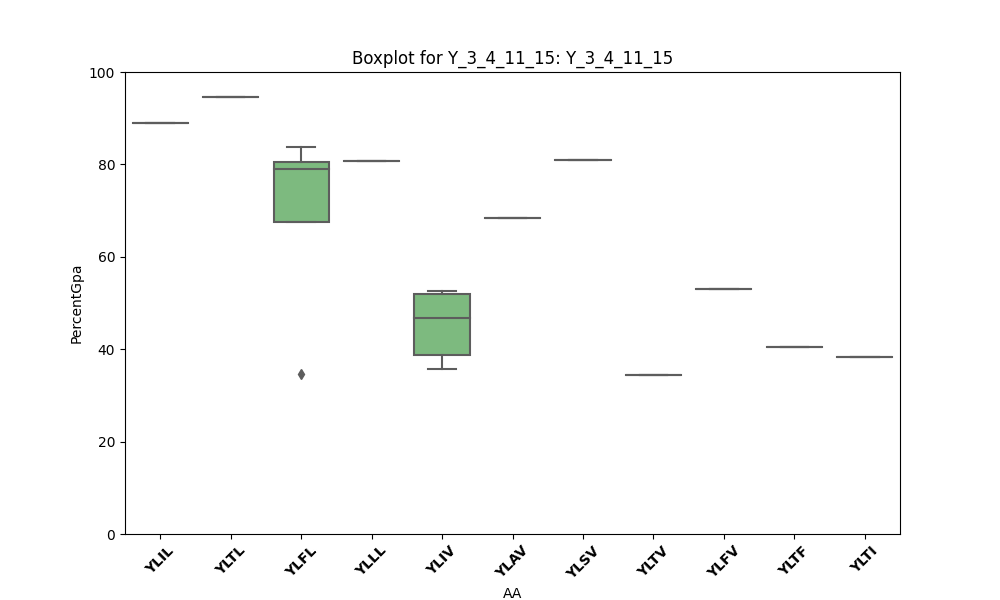 Boxplot for Y_3_4_11_15: Y_3_4_11_15
100
80
60
40
20
0
PercentGpa
YLIL
YLTL
YLFL
YLLL
YLIV
YLAV
YLSV
YLTV
YLFV
YLTF
YLTI
AA